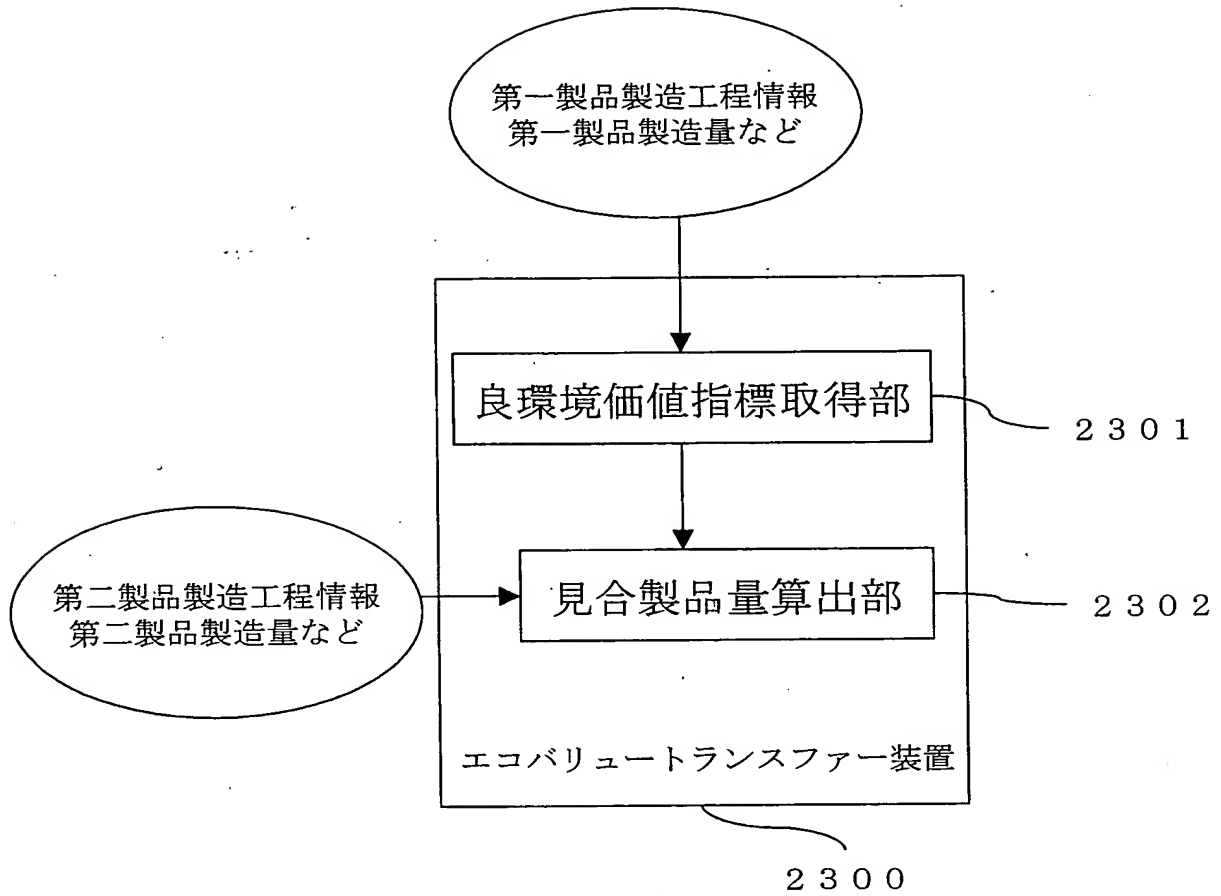 第一製品製造工程情報
第一製品製造量など
良環境価値指標取得部
２３０１
第二製品製造工程情報
第二製品製造量など
見合製品量算出部
２３０２
エコバリュートランスファー装置
２３００